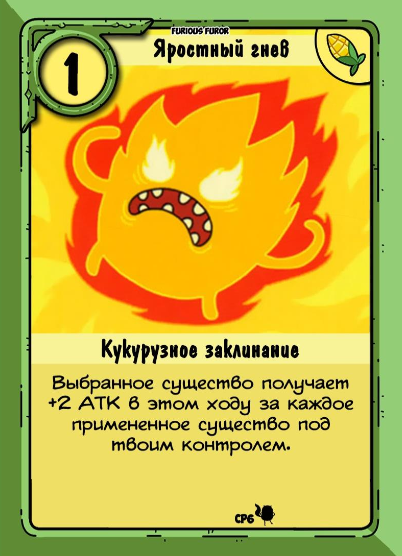 FURIOUS FUROR
1
Яростный гнев
Кукурузное заклинание
Выбранное существо получает
+2 АТК в этом ходу за каждое
примененное существо под
твоим контролем.
CP6